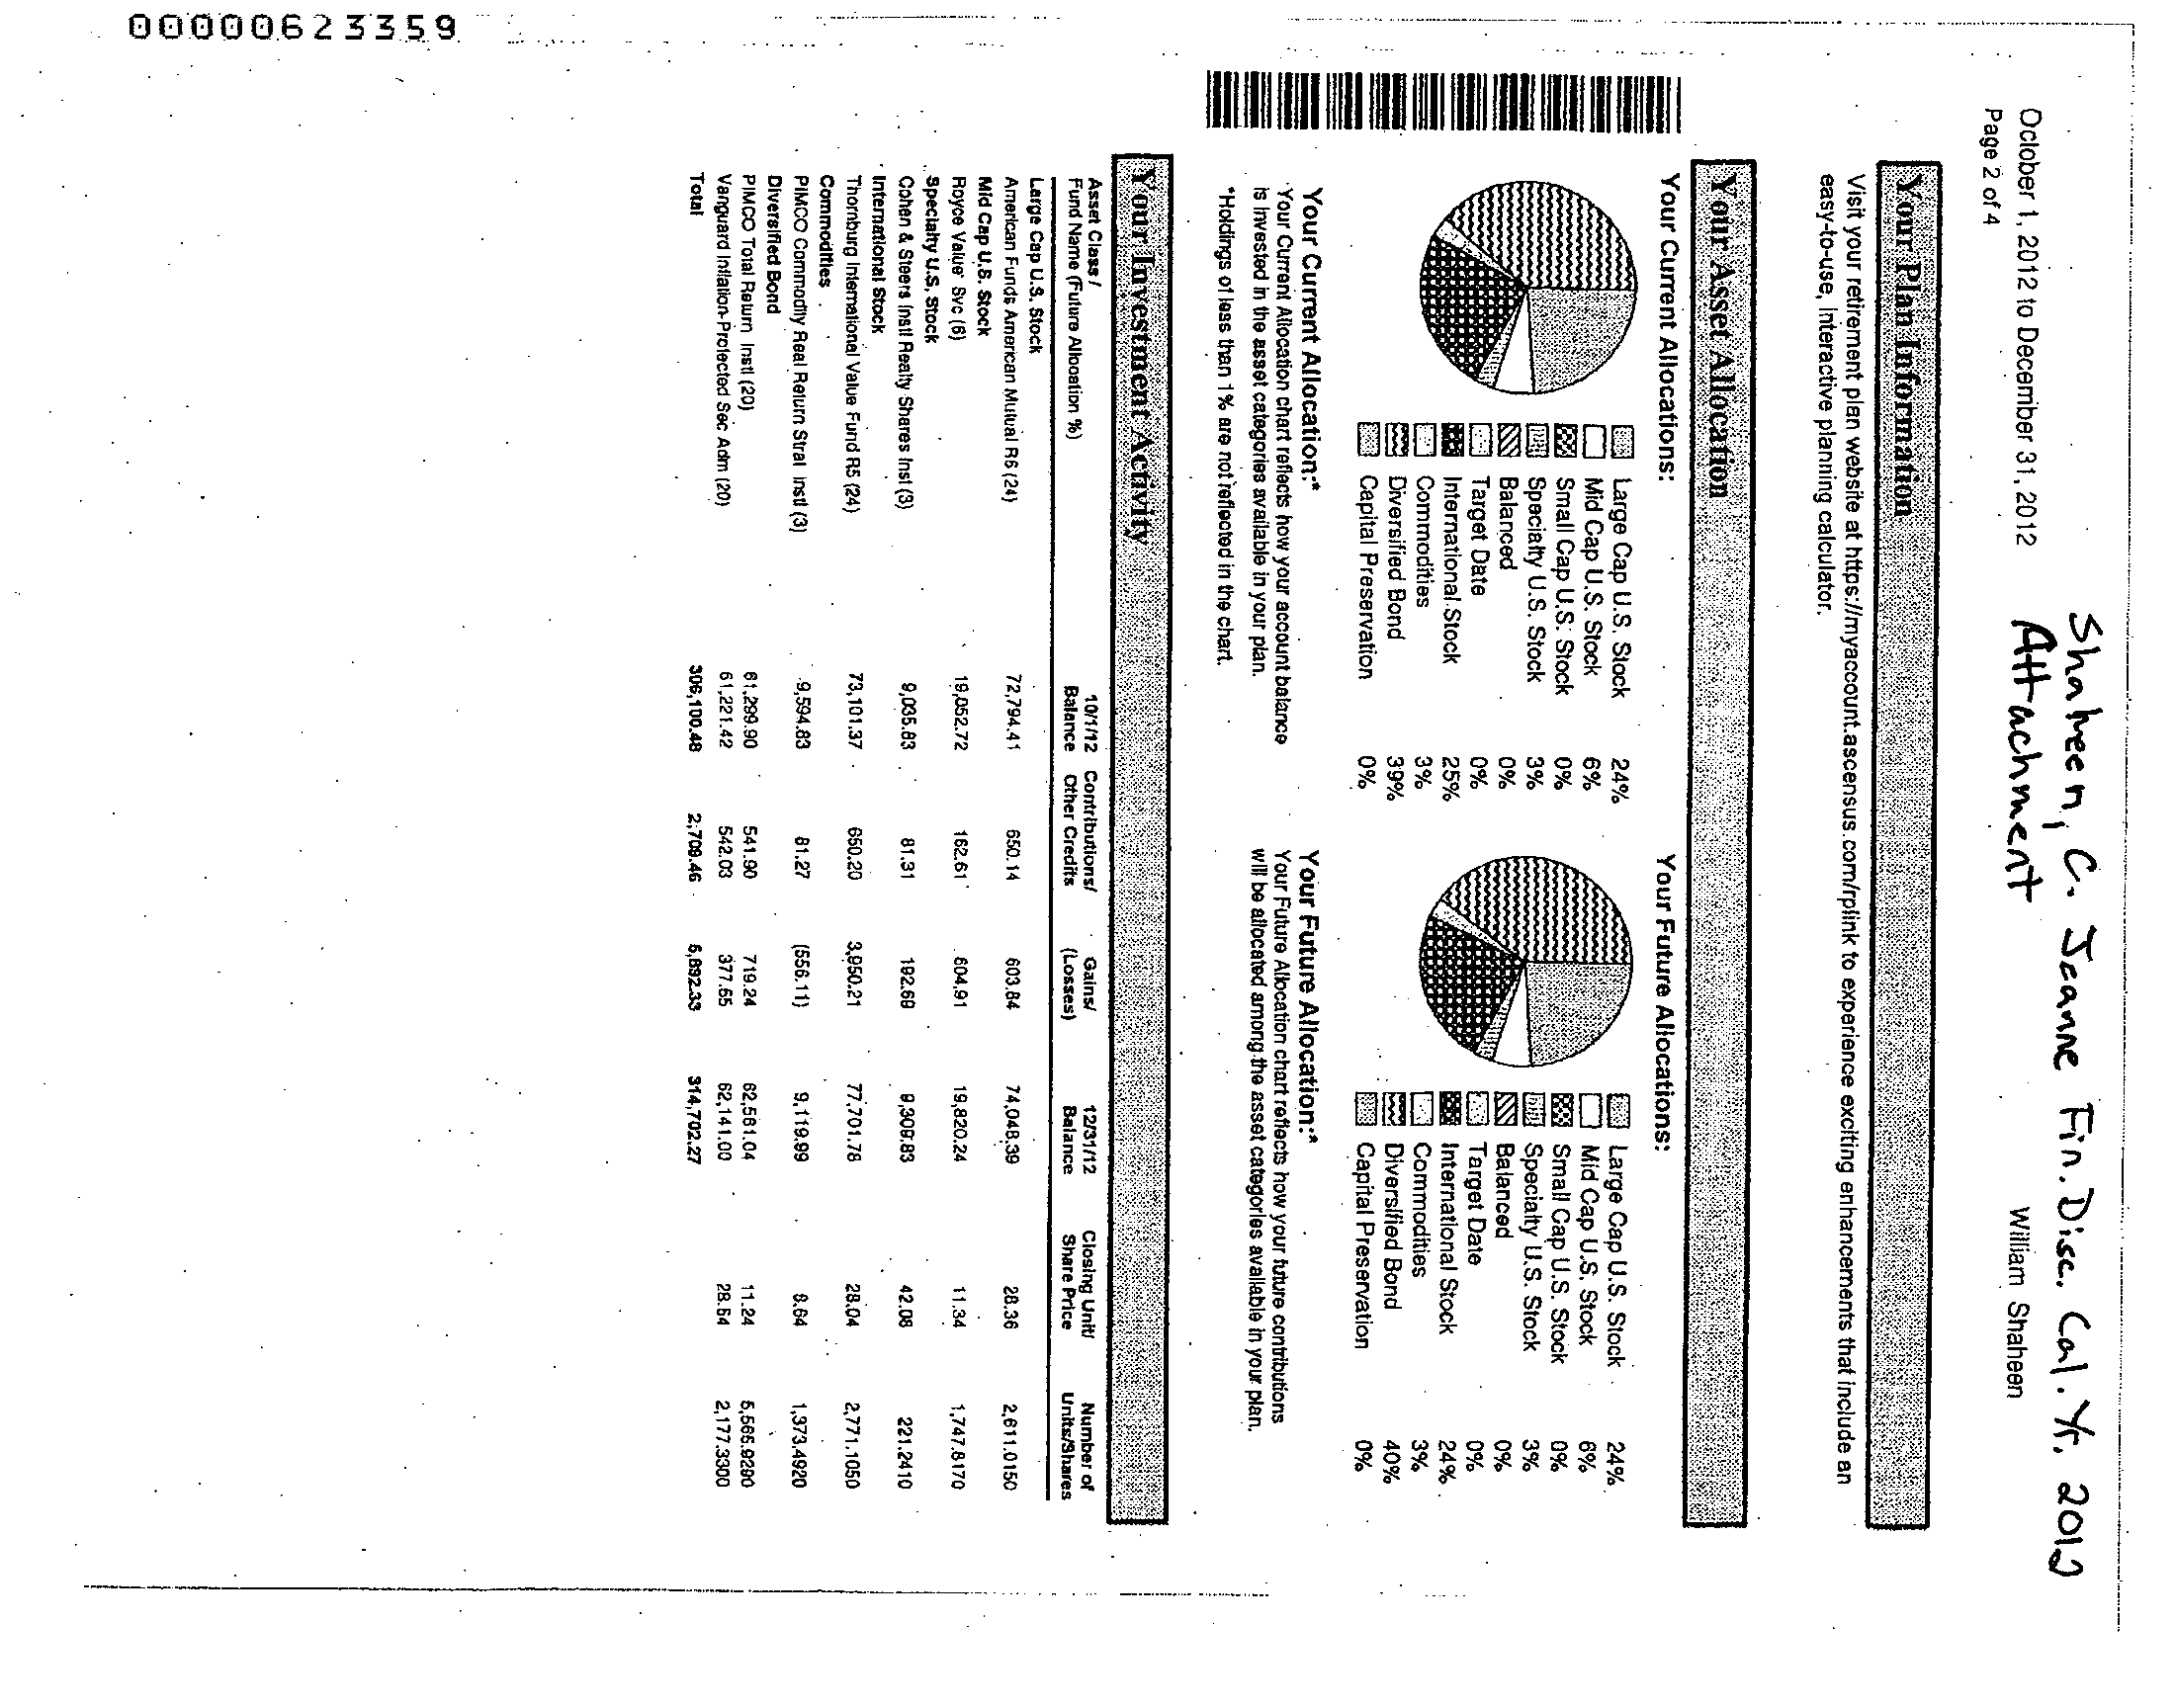 00000623359
Shaheen, C. Jeanne Fin. Disc. Cal. Yr. 2012
Attachment
October 1, 2012 to December 31, 2012
William Shaheen
Page 2 of 4
Your Plan Information
Visit your retirement plan website at https://myaccount.ascensus.com/rplink to experience exciting enhancements that include an
easy-to-use, interactive planning calculator.
Your Asset Allocation
Your Current Allocations:
Large Cap U.S. Stock 24%
Mid Cap U.S. Stock 6%
Small Cap U.S. Stock 0%
Specialty U.S. Stock 3%
Balanced 0%
Target Date 0%
International Stock 25%
Commodities 3%
Diversified Bond 39%
Capital Preservation 0%
Your Future Allocations:
Large Cap U.S. Stock 24%
Mid Cap U.S. Stock 6%
Small Cap U.S. Stock 0%
Specialty U.S. Stock 3%
Balanced 0%
Target Date 0%
International Stock 24%
Commodities 3%
Diversified Bond 40%
Capital Preservation 0%
Your Current Allocation:*
Your Current Allocation chart reflects how your account balance
is invested in the asset categories available in your plan.
*Holdings of less than 1% are not reflected in the chart.
Your Future Allocation:*
Your Future Allocation chart reflects how your future contributions
will be allocated among the asset categories available in your plan.
Your Investment Activity
Asset Class / 10/1/12 Contributions/ Gains/ 12/31/12 Closing Unit/ Number of
Fund Name (Future Allocation %) Balance Other Credits (Losses) Balance Share Price Units/Shares
Large Cap U.S. Stock
American Funds American Mutual R6 (24) 72,794.41 650.14 603.84 74,048.39 28.36 2,611.0150
Mid Cap U.S. Stock
Royce Value Svc (6) 19,052.72 162.61 604.91 19,820.24 11.34 1,747.8170
Specialty U.S. Stock
Cohen & Steers Instl Realty Shares Inst (3) 9,035.83 81.31 192.69 9,309.83 42.08 221.2410
International Stock
Thornburg International Value Fund R5 (24) 73,101.37 650.20 3,950.21 77,701.78 28.04 2,771.1050
Commodities
PIMCO Commodity Real Return Strat Instl (3) 9,594.83 81.27 (556.11) 9,119.99 6.64 1,373.4920
Diversified Bond
PIMCO Total Return Instl (20) 61,299.90 541.90 719.24 62,561.04 11.24 5,565.9290
Vanguard Inflation-Protected Sec Adm (20) 61,221.42 542.03 377.55 62,141.00 28.54 2,177.3300
Total 306,100.48 2,709.46 5,892.33 314,702.27